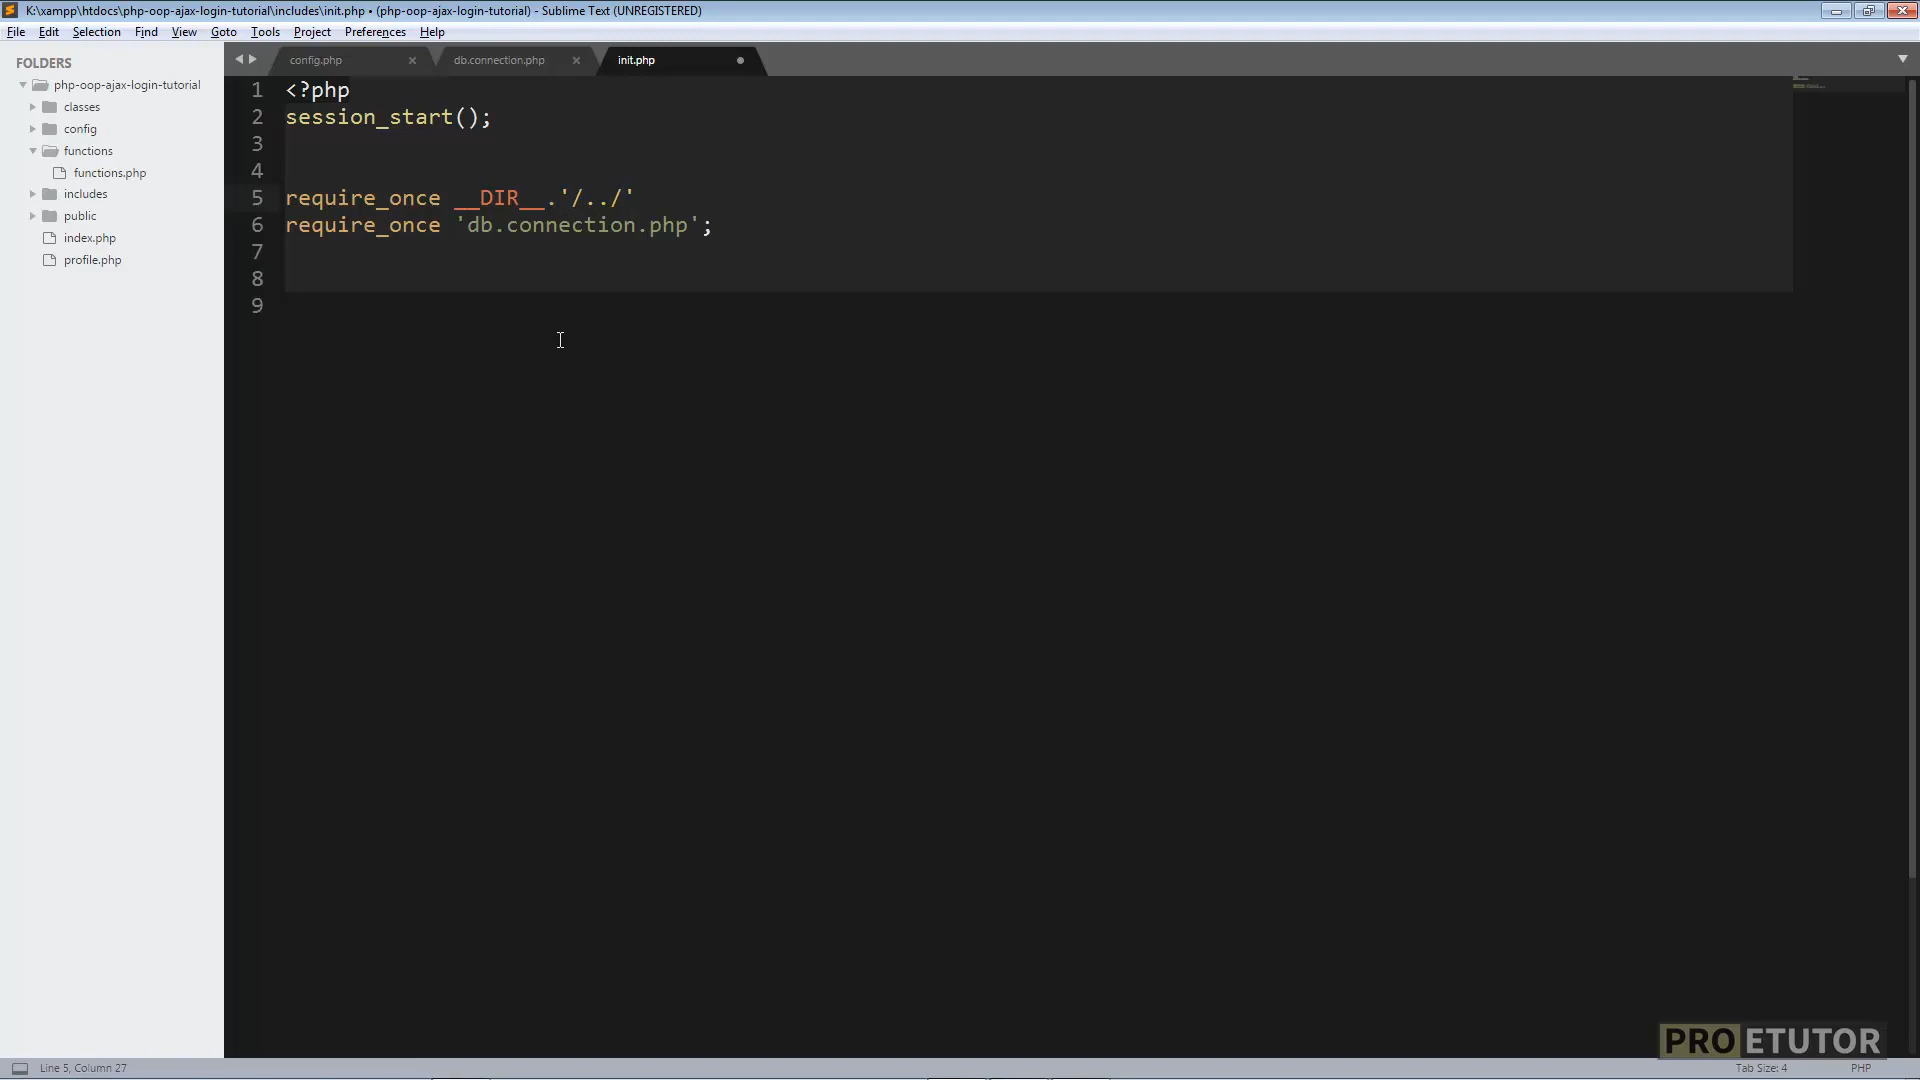 K:\xampp\htdocs\php-oop-ajax-login-tutorial\includes\init.php • (php-oop-ajax-login-tutorial) - Sublime Text (UNREGISTERED)
File Edit Selection Find View Goto Tools Project Preferences Help
FOLDERS
php-oop-ajax-login-tutorial
classes
config
functions
functions.php
includes
public
index.php
profile.php
config.php × db.connection.php × init.php •
1 <?php
2 session_start();
3
4
5 require_once __DIR__.'/../'
6 require_once 'db.connection.php';
7
8
9
PROETUTOR
Line 5, Column 27 Tab Size: 4 PHP